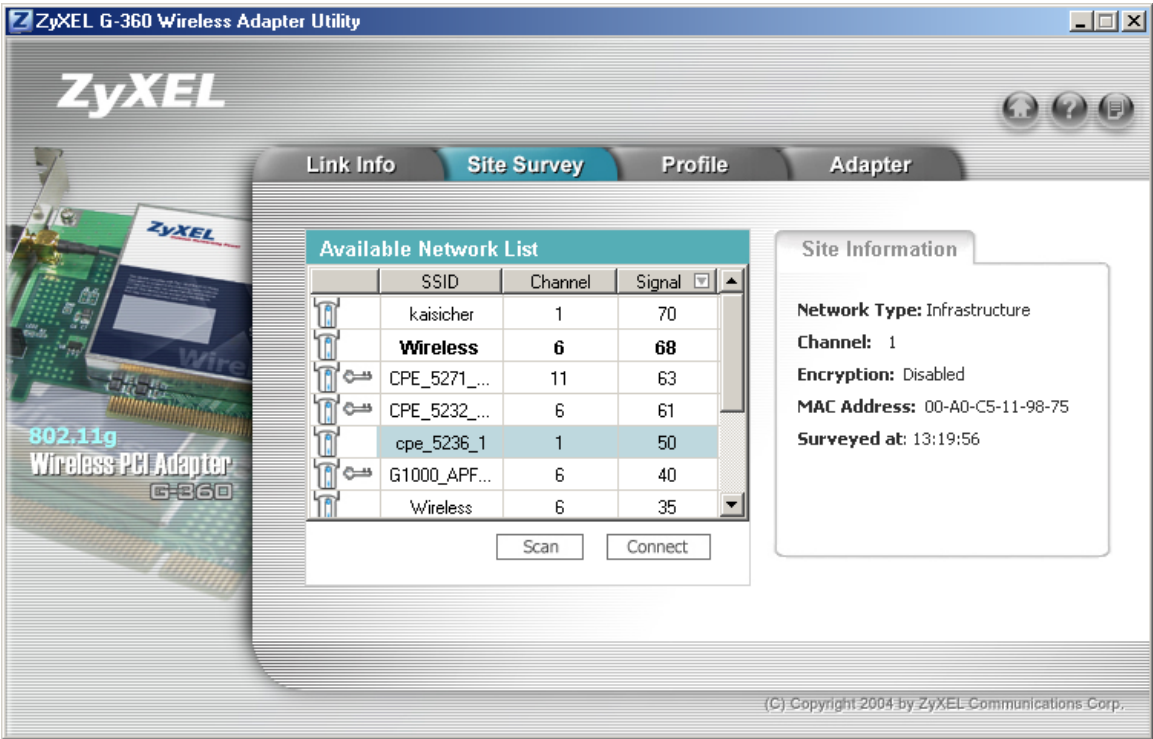 ZyXEL G-360 Wireless Adapter Utility
ZyXEL
Link Info Site Survey Profile Adapter
ZyXEL
Wire
802.11g
Wireless PCI Adapter
G-360
Available Network List
SSID Channel Signal
kaisicher 1 70
Wireless 6 68
CPE_5271_... 11 63
CPE_5232_... 6 61
cpe_5236_1 1 50
G1000_APF... 6 40
Wireless 6 35
Scan Connect
Site Information
Network Type: Infrastructure
Channel: 1
Encryption: Disabled
MAC Address: 00-A0-C5-11-98-75
Surveyed at: 13:19:56
(C) Copyright 2004 by ZyXEL Communications Corp.